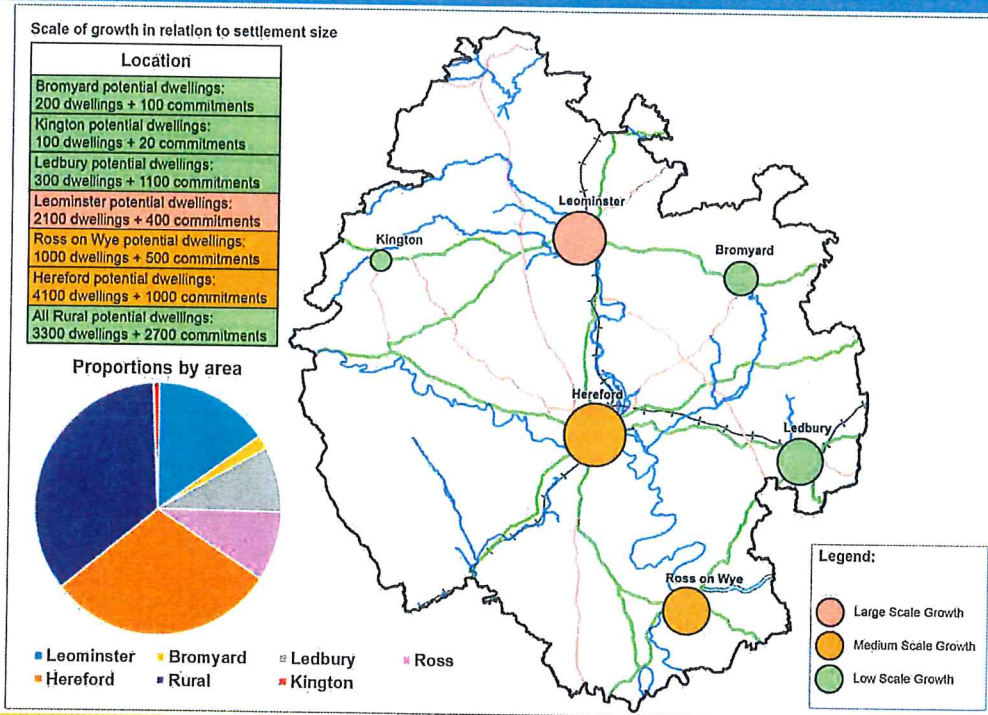 Scale of growth in relation to settlement size
Location
Bromyard potential dwellings:
200 dwellings + 100 commitments
Kington potential dwellings:
100 dwellings + 20 commitments
Ledbury potential dwellings:
300 dwellings + 1100 commitments
Leominster potential dwellings:
2100 dwellings + 400 commitments
Ross on Wye potential dwellings:
1000 dwellings + 500 commitments
Hereford potential dwellings:
4100 dwellings + 1000 commitments
All Rural potential dwellings:
3300 dwellings + 2700 commitments
Proportions by area
Leominster
Bromyard
Ledbury
Ross
Hereford
Rural
Kington
Leominster
Kington
Bromyard
Hereford
Ledbury
Ross on Wye
Legend:
Large Scale Growth
Medium Scale Growth
Low Scale Growth